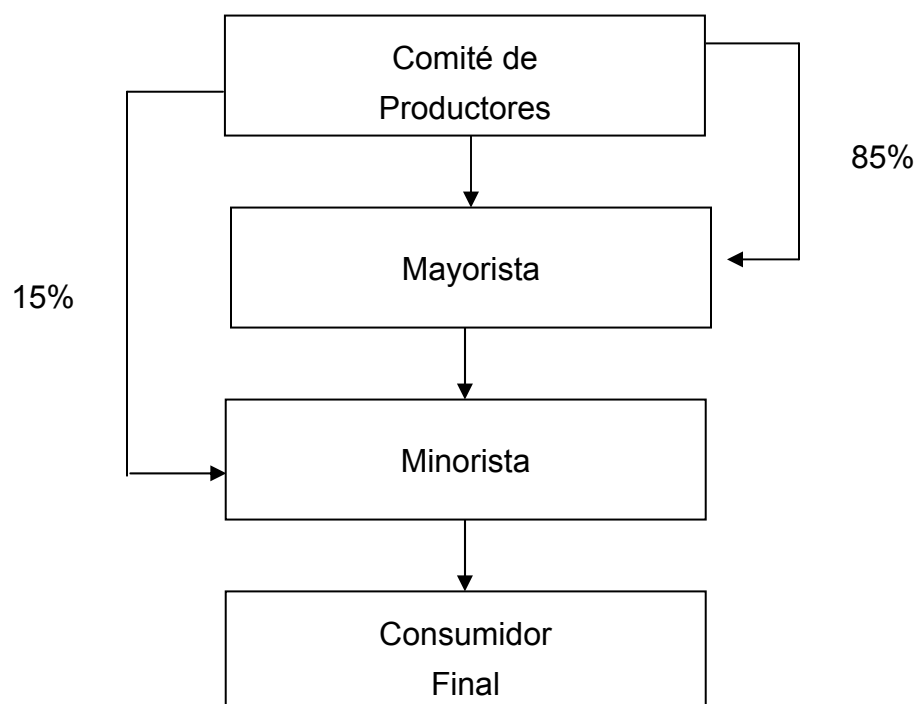 Comité de
Productores
85%
Mayorista
15%
Minorista
Consumidor
Final